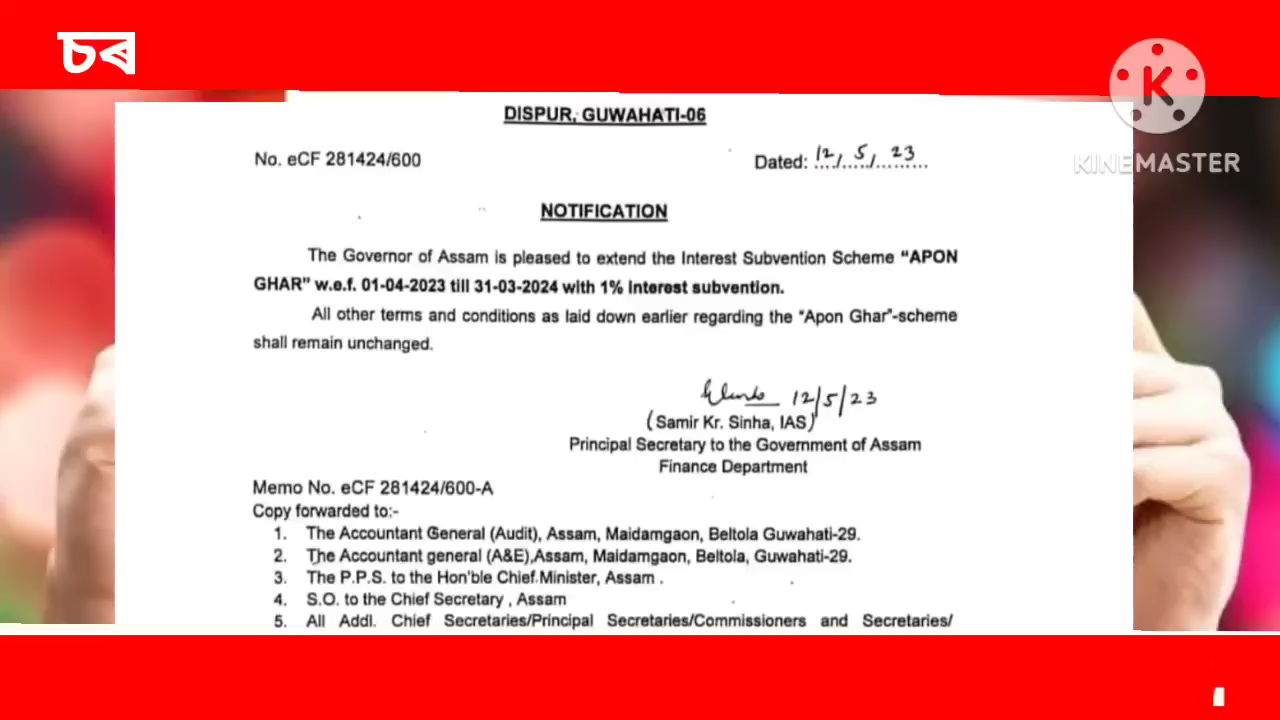 চৰ
KINEMASTER
DISPUR, GUWAHATI-06
No. eCF 281424/600
Dated: 12/5/23
NOTIFICATION
The Governor of Assam is pleased to extend the Interest Subvention Scheme "APON
GHAR" w.e.f. 01-04-2023 till 31-03-2024 with 1% Interest subvention.
All other terms and conditions as laid down earlier regarding the "Apon Ghar"-scheme
shall remain unchanged.
12/5/23
(Samir Kr. Sinha, IAS)
Principal Secretary to the Government of Assam
Finance Department
Memo No. eCF 281424/600-A
Copy forwarded to:-
1. The Accountant General (Audit), Assam, Maidamgaon, Beltola Guwahati-29.
2. The Accountant general (A&E),Assam, Maidamgaon, Beltola, Guwahati-29.
3. The P.P.S. to the Hon'ble Chief Minister, Assam .
4. S.O. to the Chief Secretary , Assam
5. All Addl. Chief Secretaries/Principal Secretaries/Commissioners and Secretaries/